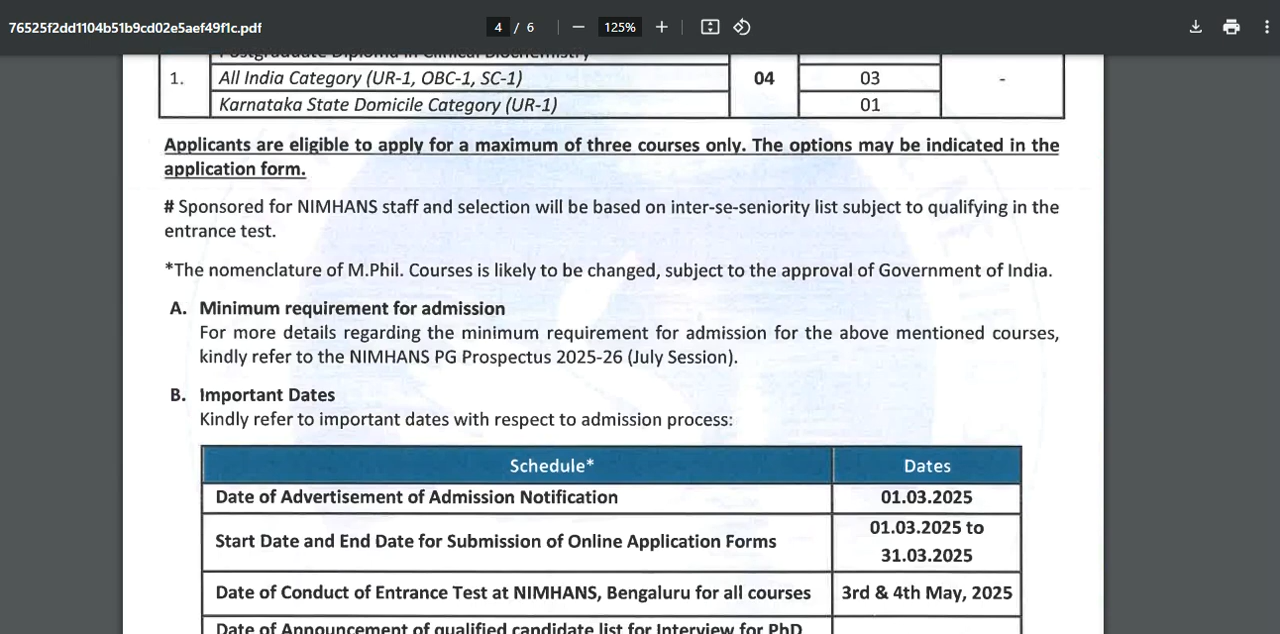 76525f2dd1104b51b9cd02e5aef49f1c.pdf
4 / 6
125%
Postgraduate Diploma in Clinical Biochemistry
1. All India Category (UR-1, OBC-1, SC-1) 04 03 -
Karnataka State Domicile Category (UR-1) 01
Applicants are eligible to apply for a maximum of three courses only. The options may be indicated in the
application form.
# Sponsored for NIMHANS staff and selection will be based on inter-se-seniority list subject to qualifying in the
entrance test.
*The nomenclature of M.Phil. Courses is likely to be changed, subject to the approval of Government of India.
A. Minimum requirement for admission
For more details regarding the minimum requirement for admission for the above mentioned courses,
kindly refer to the NIMHANS PG Prospectus 2025-26 (July Session).
B. Important Dates
Kindly refer to important dates with respect to admission process:
Schedule* Dates
Date of Advertisement of Admission Notification 01.03.2025
Start Date and End Date for Submission of Online Application Forms 01.03.2025 to
31.03.2025
Date of Conduct of Entrance Test at NIMHANS, Bengaluru for all courses 3rd & 4th May, 2025
Date of Announcement of qualified candidate list for Interview for PhD